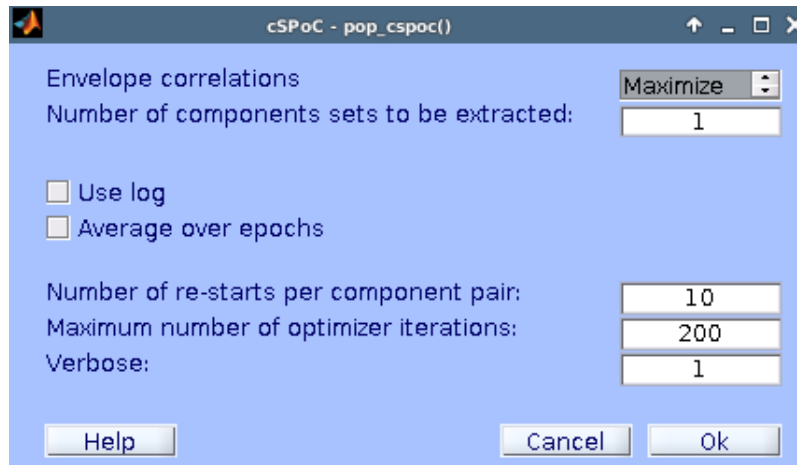 cSPoC - pop_cspoc()
Envelope correlations Maximize
Number of components sets to be extracted: 1
Use log
Average over epochs
Number of re-starts per component pair: 10
Maximum number of optimizer iterations: 200
Verbose: 1
Help Cancel Ok